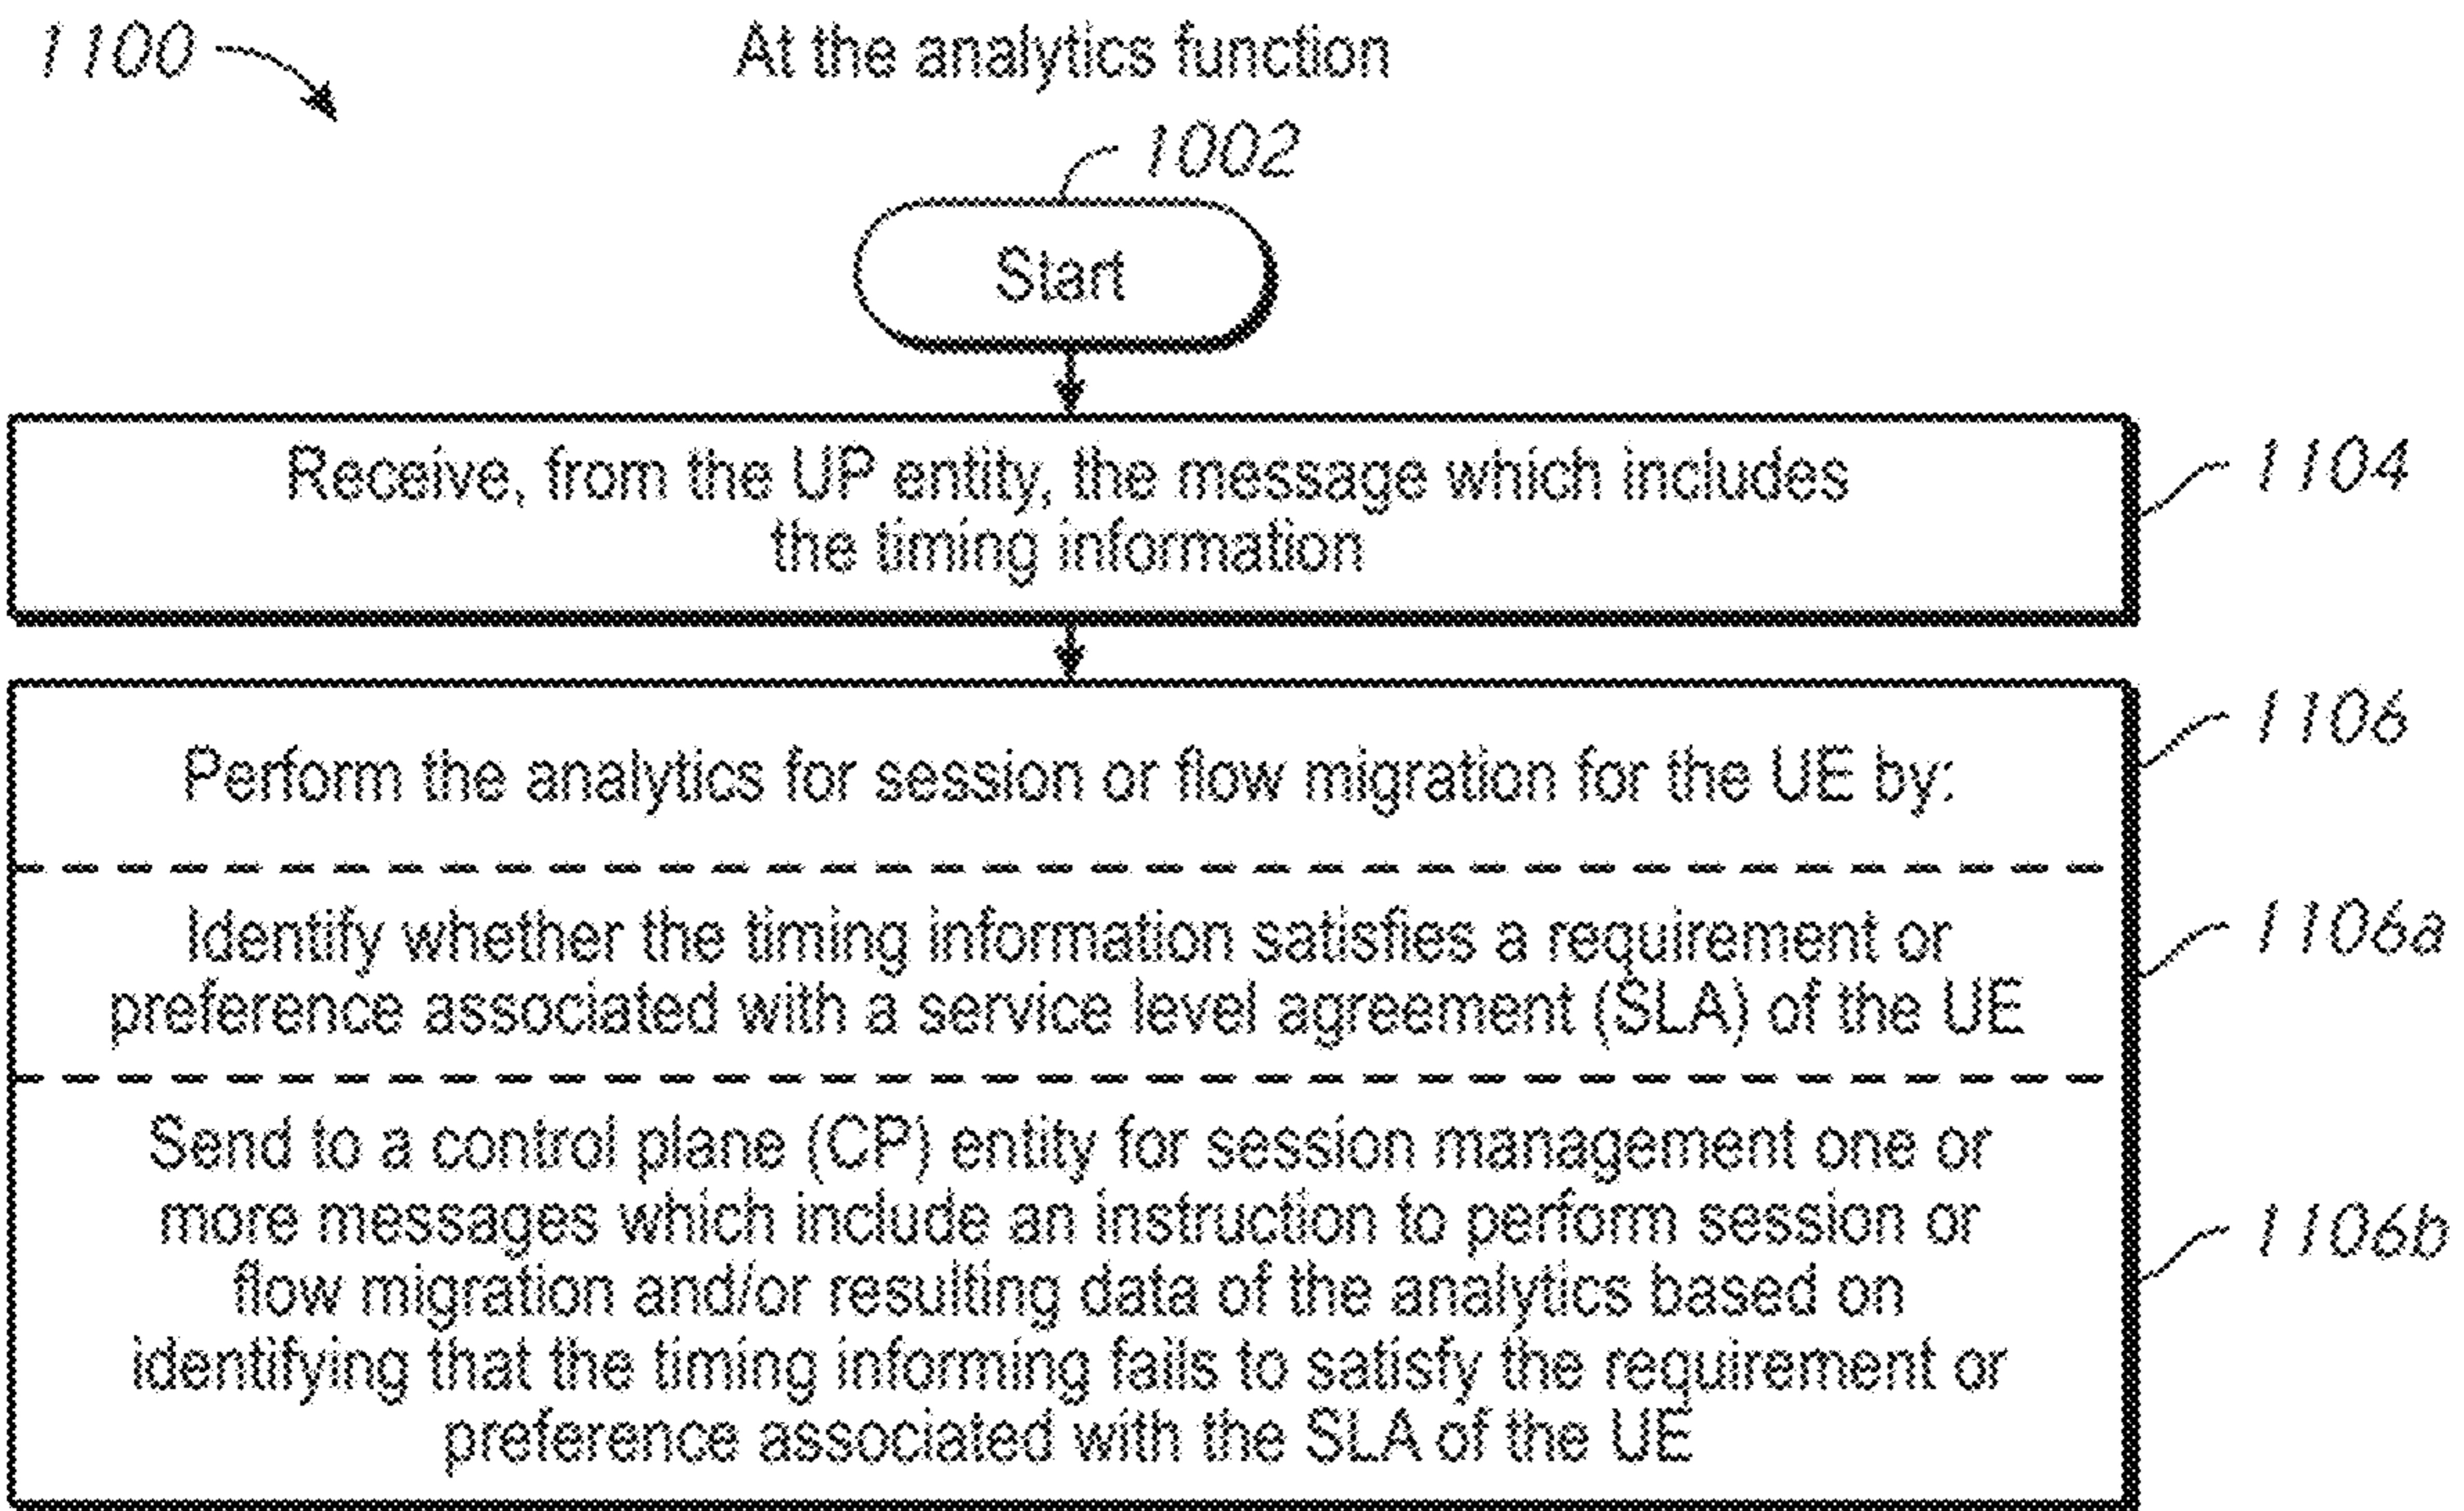 1100
At the analytics function
1002
Start
Receive, from the UP entity, the message which includes
the timing information
1104
Perform the analytics for session or flow migration for the UE by:
1106
Identify whether the timing information satisfies a requirement or
preference associated with a service level agreement (SLA) of the UE
1106a
Send to a control plane (CP) entity for session management one or
more messages which include an instruction to perform session or
flow migration and/or resulting data of the analytics based on
identifying that the timing informing fails to satisfy the requirement or
preference associated with the SLA of the UE
1106b